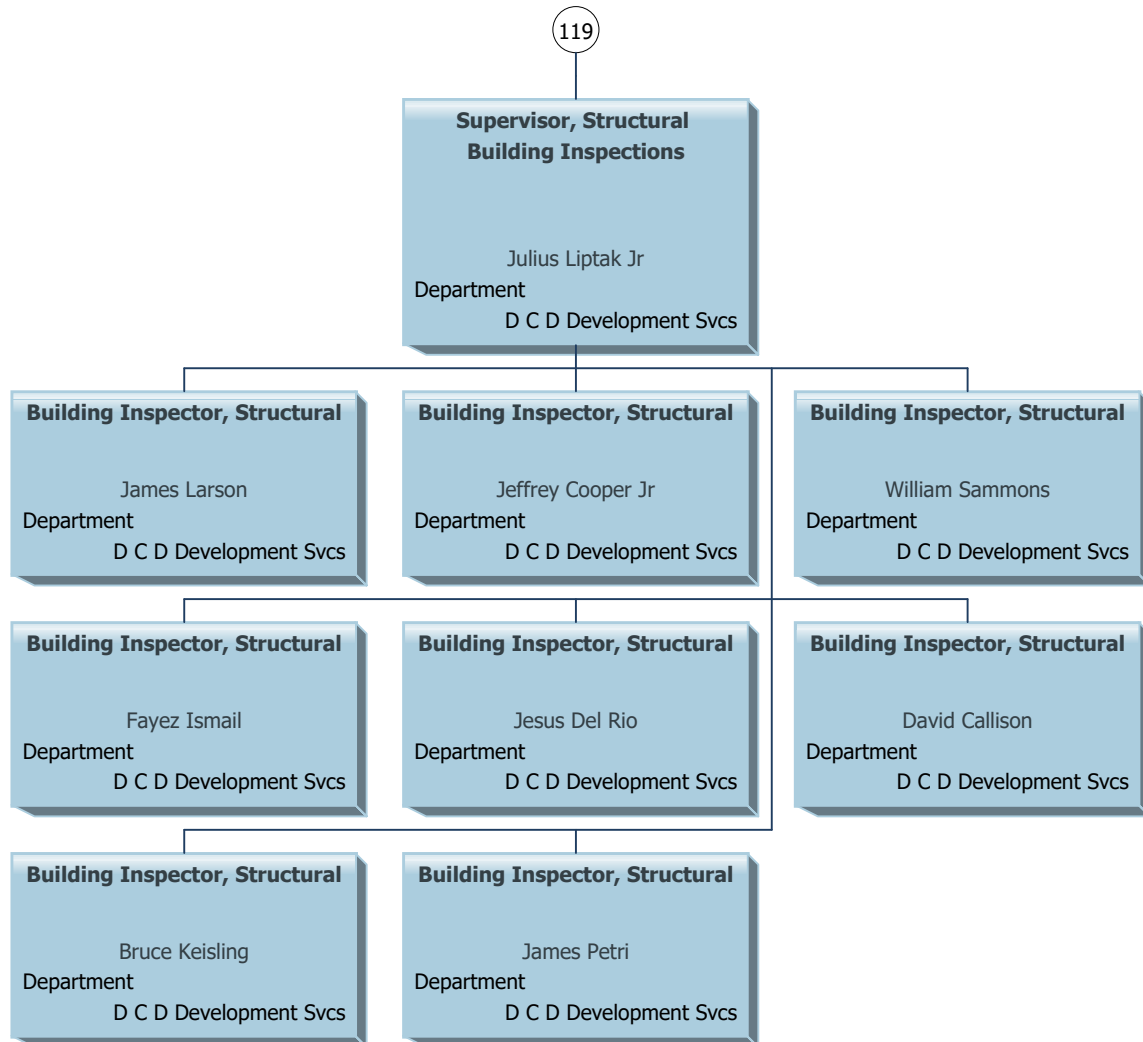 119
Supervisor, Structural
Building Inspections
Julius Liptak Jr
Department
D C D Development Svcs
Building Inspector, Structural
James Larson
Department
D C D Development Svcs
Building Inspector, Structural
Jeffrey Cooper Jr
Department
D C D Development Svcs
Building Inspector, Structural
William Sammons
Department
D C D Development Svcs
Building Inspector, Structural
Fayez Ismail
Department
D C D Development Svcs
Building Inspector, Structural
Jesus Del Rio
Department
D C D Development Svcs
Building Inspector, Structural
David Callison
Department
D C D Development Svcs
Building Inspector, Structural
Bruce Keisling
Department
D C D Development Svcs
Building Inspector, Structural
James Petri
Department
D C D Development Svcs